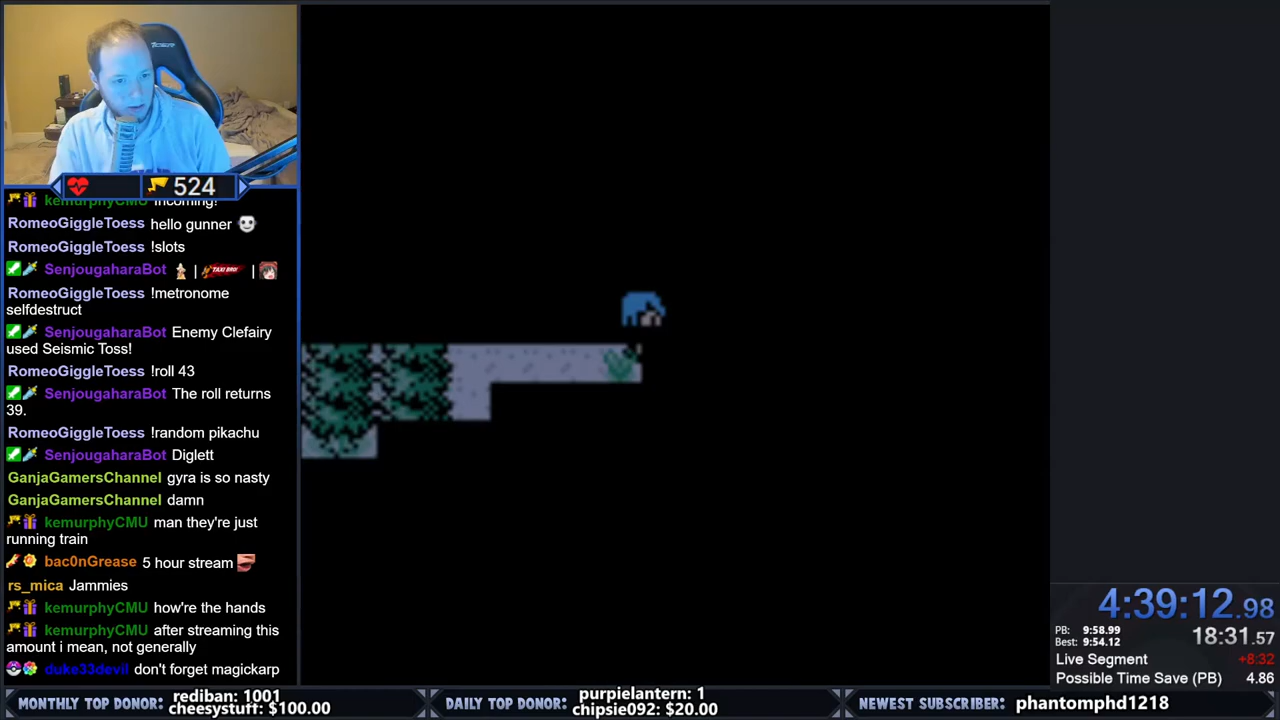 524
kemurphyCMU incoming!
RomeoGiggleToess hello gunner
RomeoGiggleToess !slots
SenjougaharaBot | TAXI BRO! |
RomeoGiggleToess !metronome
selfdestruct
SenjougaharaBot Enemy Clefairy
used Seismic Toss!
RomeoGiggleToess !roll 43
SenjougaharaBot The roll returns
39.
RomeoGiggleToess !random pikachu
SenjougaharaBot Diglett
GanjaGamersChannel gyra is so nasty
GanjaGamersChannel damn
kemurphyCMU man they're just
running train
bac0nGrease 5 hour stream
rs_mica Jammies
kemurphyCMU how're the hands
kemurphyCMU after streaming this
amount i mean, not generally
duke33devil don't forget magickarp
4:39:12.98
PB: 9:58.99
Best: 9:54.12
18:31.57
Live Segment +8:32
Possible Time Save (PB) 4.86
MONTHLY TOP DONOR: rediban: 1001
cheesystuff: $100.00
DAILY TOP DONOR: purpielantern: 1
chipsie092: $20.00
NEWEST SUBSCRIBER: phantomphd1218